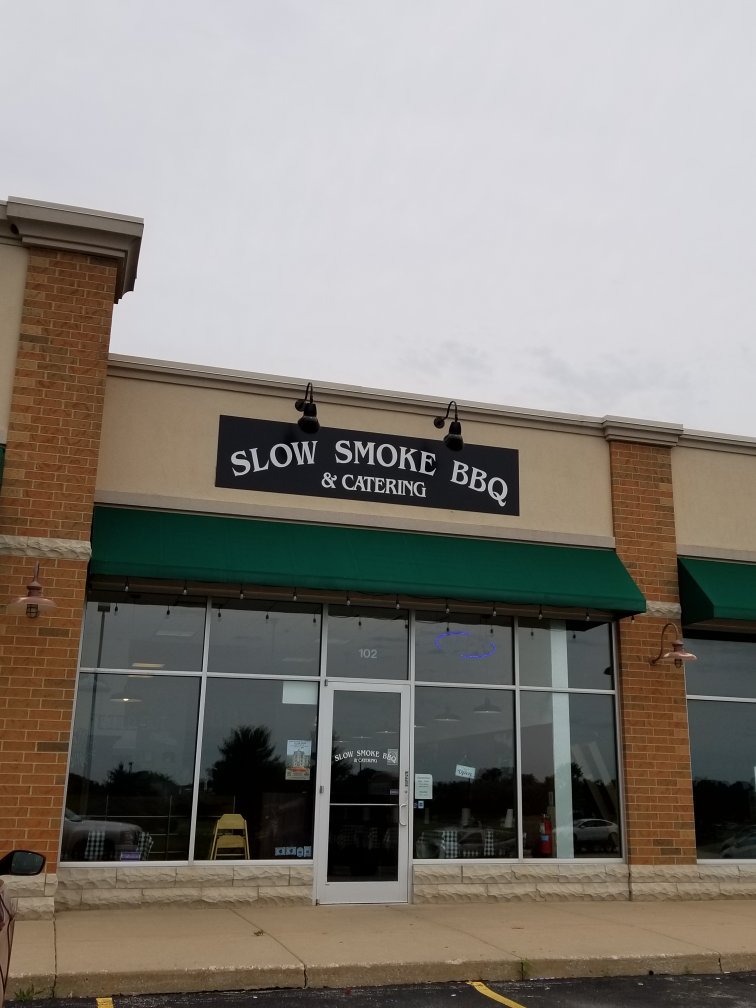 SLOW SMOKE BBQ
& CATERING
102
SLOW SMOKE BBQ
& CATERING